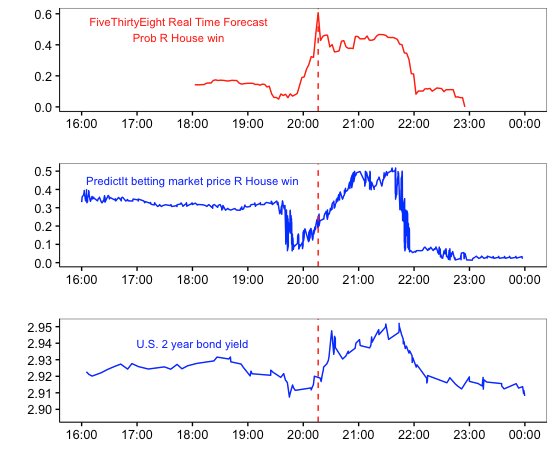 FiveThirtyEight Real Time Forecast
Prob R House win
0.6
0.4
0.2
0.0
16:00 17:00 18:00 19:00 20:00 21:00 22:00 23:00 00:00
PredictIt betting market price R House win
0.5
0.4
0.3
0.2
0.1
0.0
16:00 17:00 18:00 19:00 20:00 21:00 22:00 23:00 00:00
U.S. 2 year bond yield
2.95
2.94
2.93
2.92
2.91
2.90
16:00 17:00 18:00 19:00 20:00 21:00 22:00 23:00 00:00